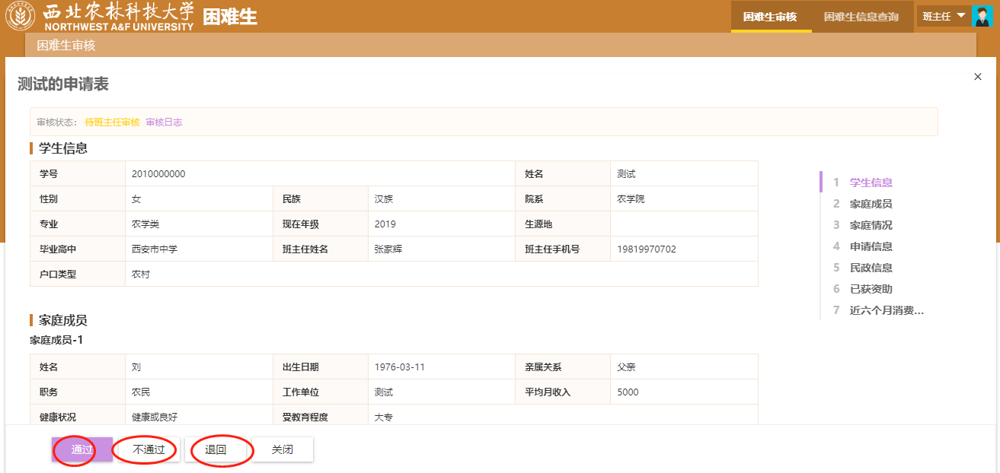 西北农林科技大学 困难生 困难生审核 困难生信息查询 班主任
NORTHWEST A&F UNIVERSITY
困难生审核
测试的申请表 ×
审核状态： 待班主任审核 审核日志
学生信息
学号 2010000000 姓名 测试
性别 女 民族 汉族 院系 农学院
专业 农学类 现在年级 2019 生源地
毕业高中 西安市中学 班主任姓名 张家辉 班主任手机号 19819970702
户口类型 农村
1 学生信息
2 家庭成员
3 家庭情况
4 申请信息
5 民政信息
6 已获资助
7 近六个月消费...
家庭成员
家庭成员-1
姓名 刘 出生日期 1976-03-11 亲属关系 父亲
职务 农民 工作单位 测试 平均月收入 5000
健康状况 健康或良好 受教育程度 大专
通过 不通过 退回 关闭